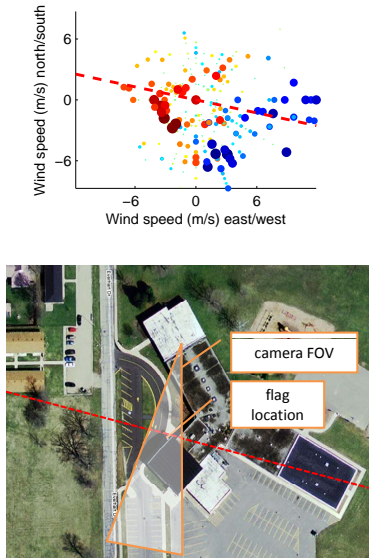 Wind speed (m/s) north/south
6
0
−6
−6
0
6
Wind speed (m/s) east/west
camera FOV
flag
location